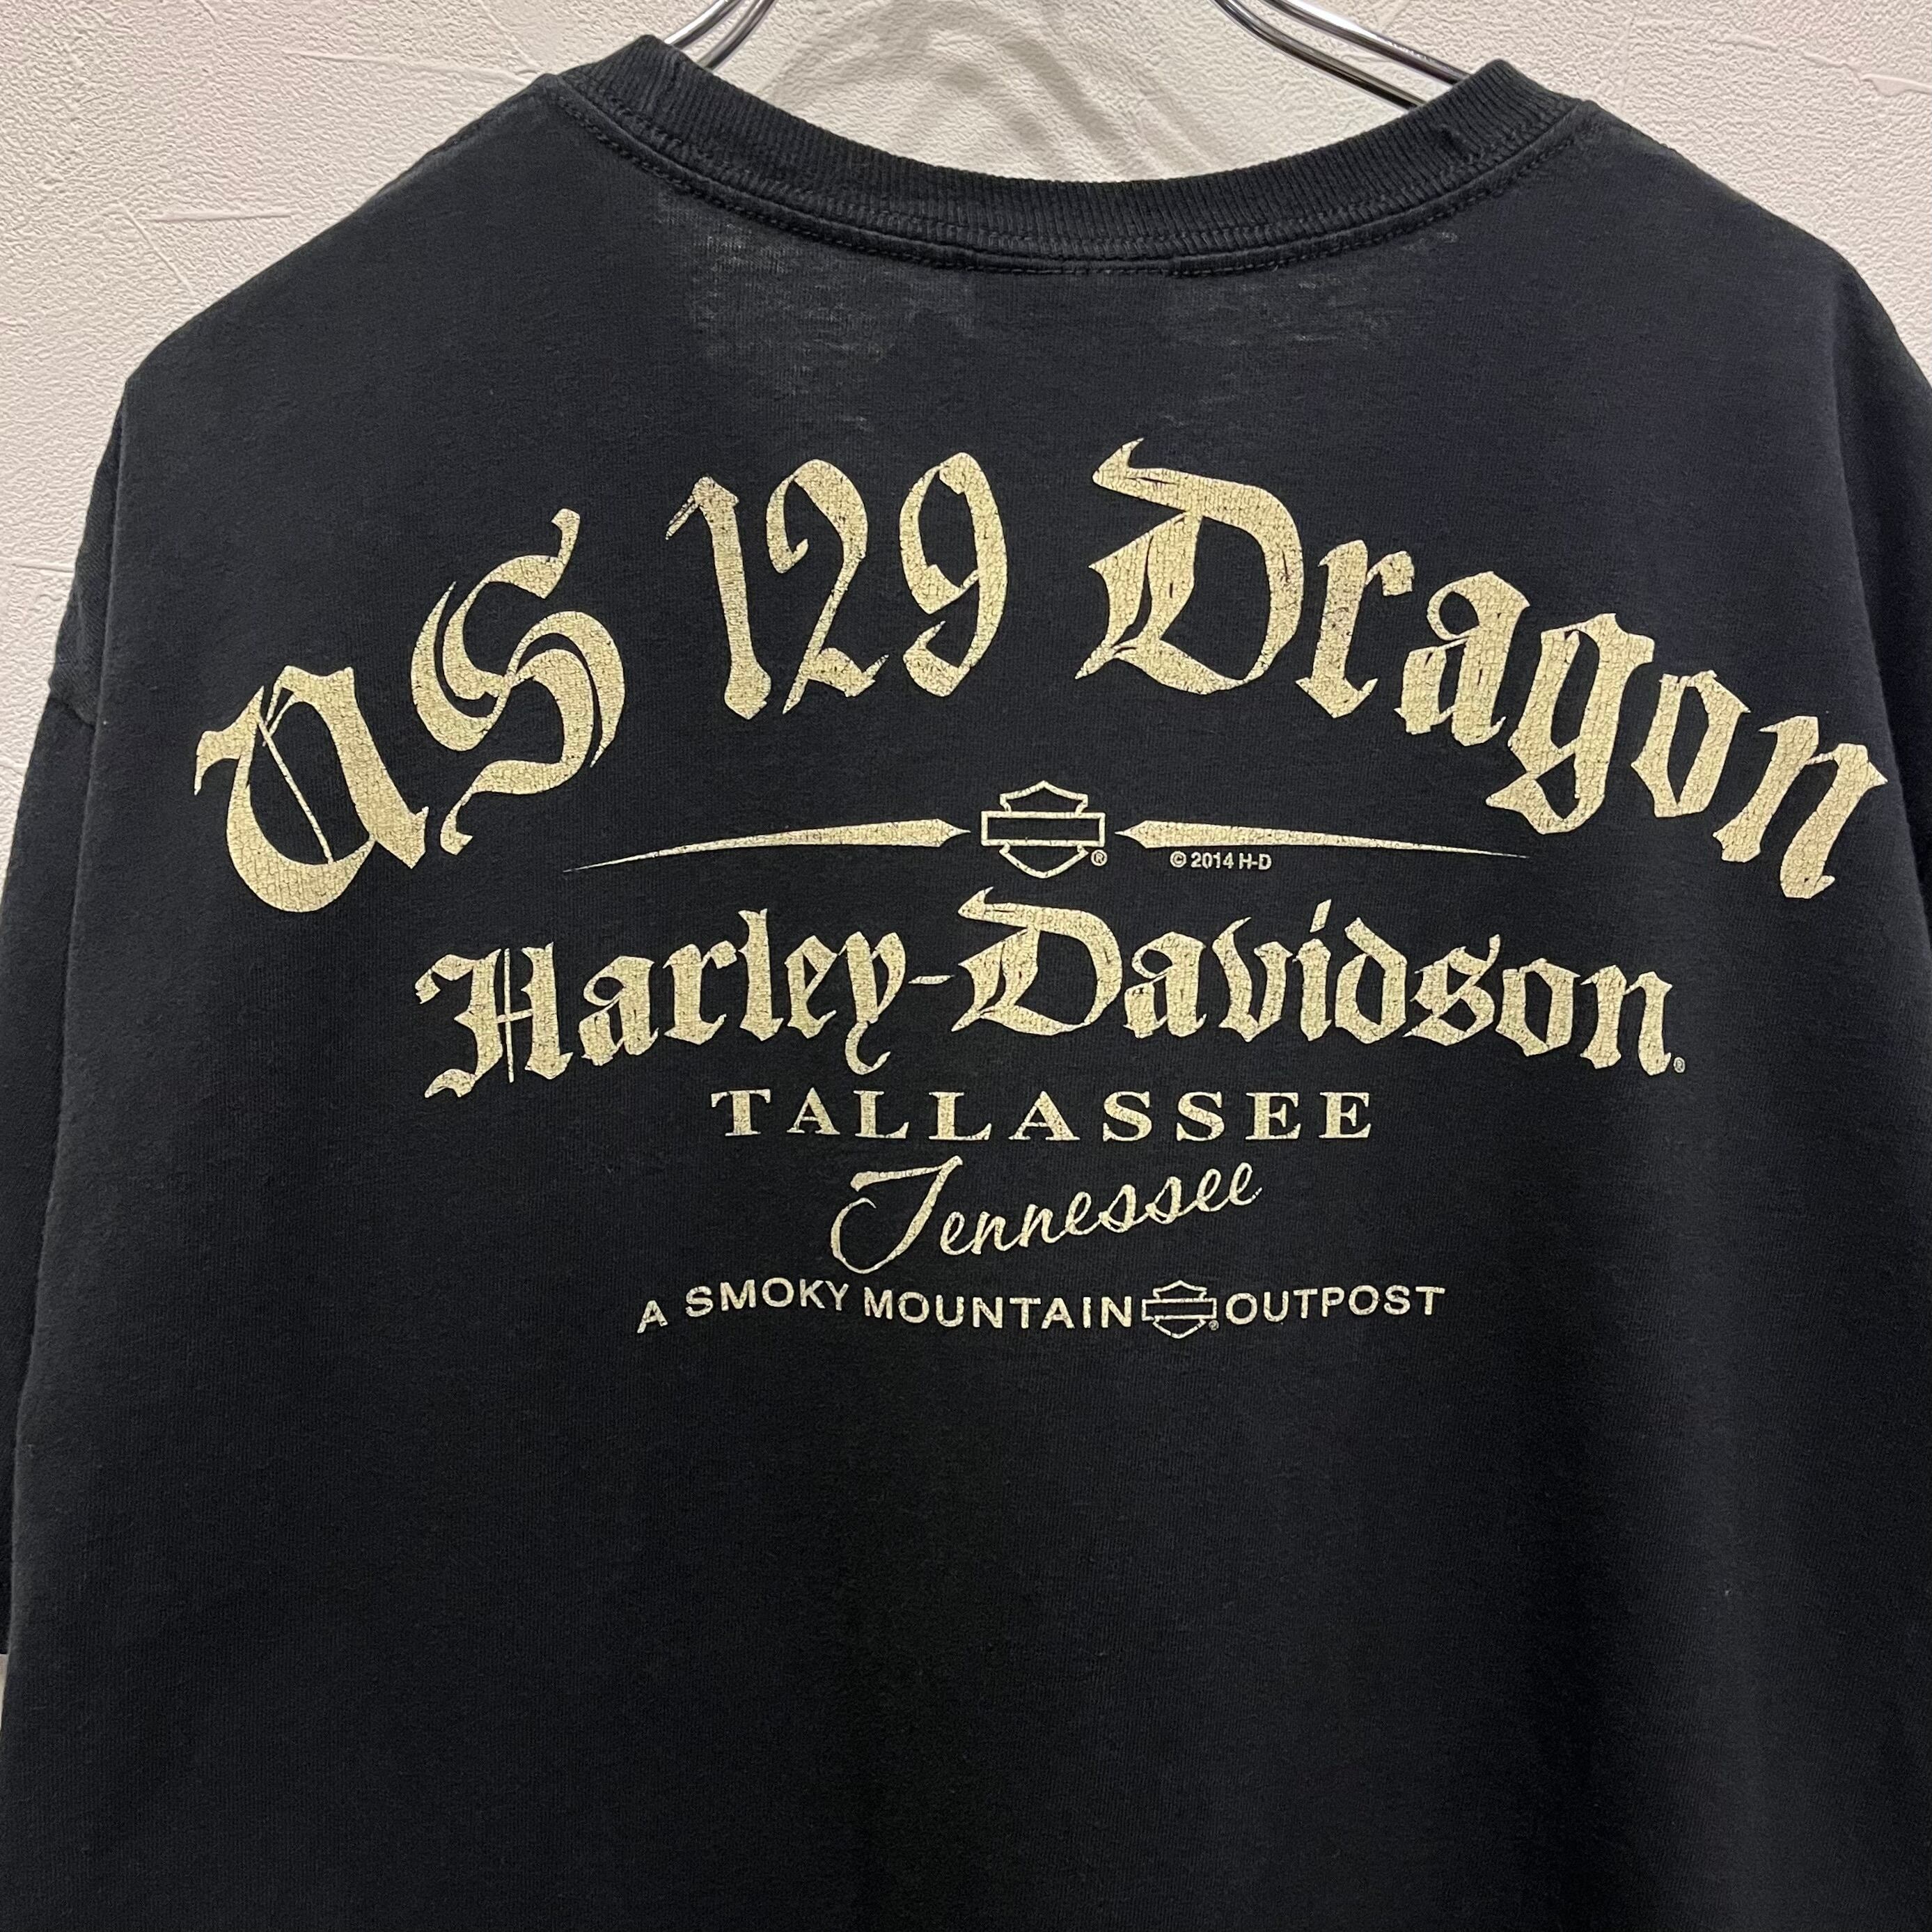 US 129 Dragon
® © 2014 H-D
Harley-Davidson®
TALLASSEE
Tennessee
A SMOKY MOUNTAIN ® OUTPOST